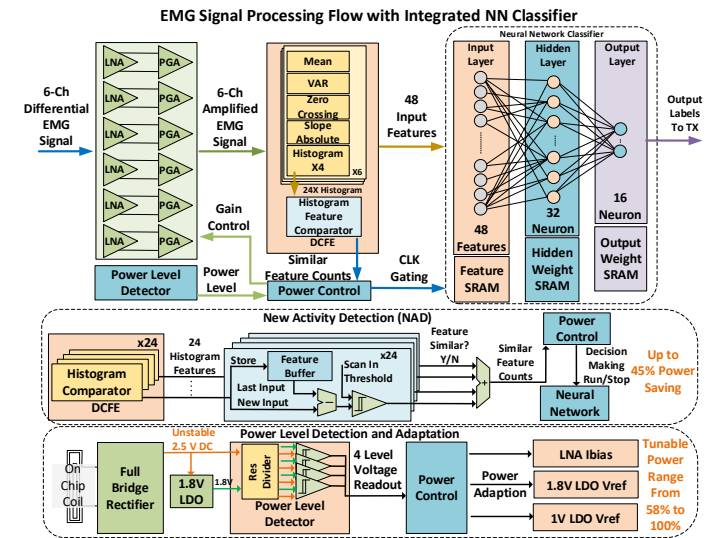 EMG Signal Processing Flow with Integrated NN Classifier
6-Ch
Differential
EMG
Signal
LNA
PGA
LNA
PGA
LNA
PGA
LNA
PGA
LNA
PGA
LNA
PGA
6-Ch
Amplified
EMG
Signal
Mean
VAR
Zero
Crossing
Slope
Absolute
Histogram
X4
X6
24X Histogram
Histogram
Feature
Comparator
DCFE
48
Input
Features
Neural Network Classifier
Input
Layer
48
Features
Feature
SRAM
Hidden
Layer
32
Neuron
Hidden
Weight
SRAM
Output
Layer
16
Neuron
Output
Weight
SRAM
Output
Labels
To TX
Gain
Control
Power Level
Detector
Power
Level
Similar
Feature Counts
Power Control
CLK
Gating
New Activity Detection (NAD)
x24
Histogram
Comparator
DCFE
24
Histogram
Features
Store
Feature
Buffer
Last Input
New Input
Scan In
Threshold
x24
Feature
Similar?
Y/N
+
Similar
Feature
Counts
Power
Control
Decision
Making
Run/Stop
Neural
Network
Up to
45% Power
Saving
Power Level Detection and Adaptation
On
Chip
Coil
Full
Bridge
Rectifier
Unstable
2.5 V DC
1.8V
LDO
1.8V
Res
Divider
Power Level
Detector
4 Level
Voltage
Readout
Power
Control
Power
Adaption
LNA Ibias
1.8V LDO Vref
1V LDO Vref
Tunable
Power
Range
From
58% to
100%